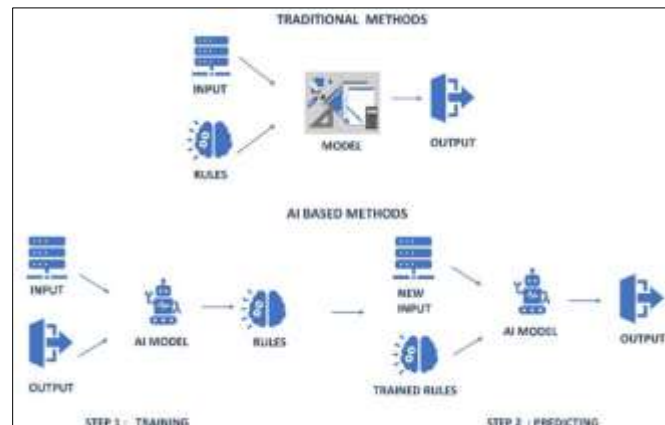 TRADITIONAL METHODS
INPUT
RULES
MODEL
OUTPUT
AI BASED METHODS
INPUT
OUTPUT
AI MODEL
RULES
NEW
INPUT
TRAINED RULES
AI MODEL
OUTPUT
STEP 1 : TRAINING
STEP 2 : PREDICTING